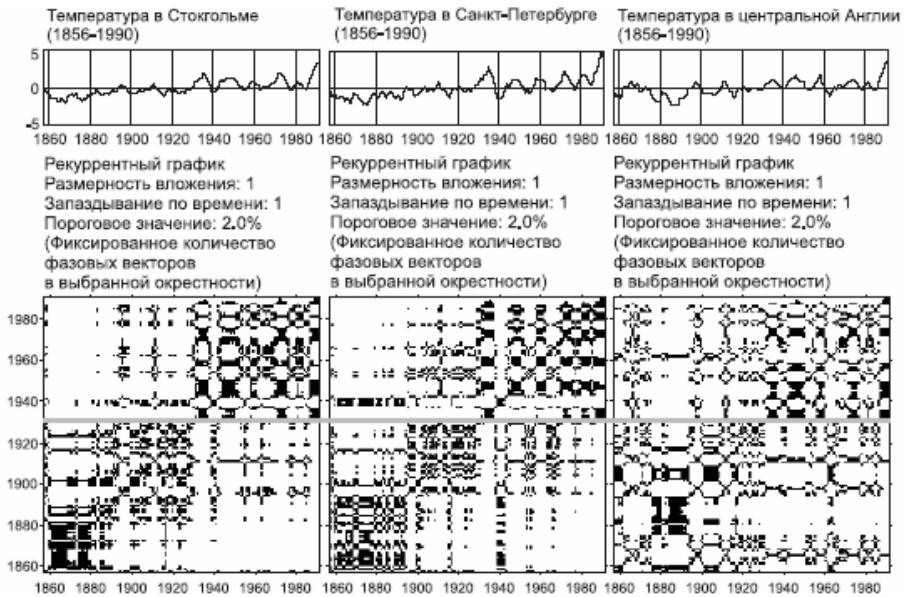 Температура в Стокгольме
(1856-1990)
Температура в Санкт-Петербурге
(1856-1990)
Температура в центральной Англии
(1856-1990)
5
0
-5
1860 1880 1900 1920 1940 1960 1980
1860 1880 1900 1920 1940 1960 1980
1860 1880 1900 1920 1940 1960 1980
Рекуррентный график
Размерность вложения: 1
Запаздывание по времени: 1
Пороговое значение: 2.0%
(Фиксированное количество
фазовых векторов
в выбранной окрестности)
Рекуррентный график
Размерность вложения: 1
Запаздывание по времени: 1
Пороговое значение: 2.0%
(Фиксированное количество
фазовых векторов
в выбранной окрестности)
Рекуррентный график
Размерность вложения: 1
Запаздывание по времени: 1
Пороговое значение: 2.0%
(Фиксированное количество
фазовых векторов
в выбранной окрестности)
1980
1960
1940
1920
1900
1880
1860
1860 1880 1900 1920 1940 1960 1980
1860 1880 1900 1920 1940 1960 1980
1860 1880 1900 1920 1940 1960 1980